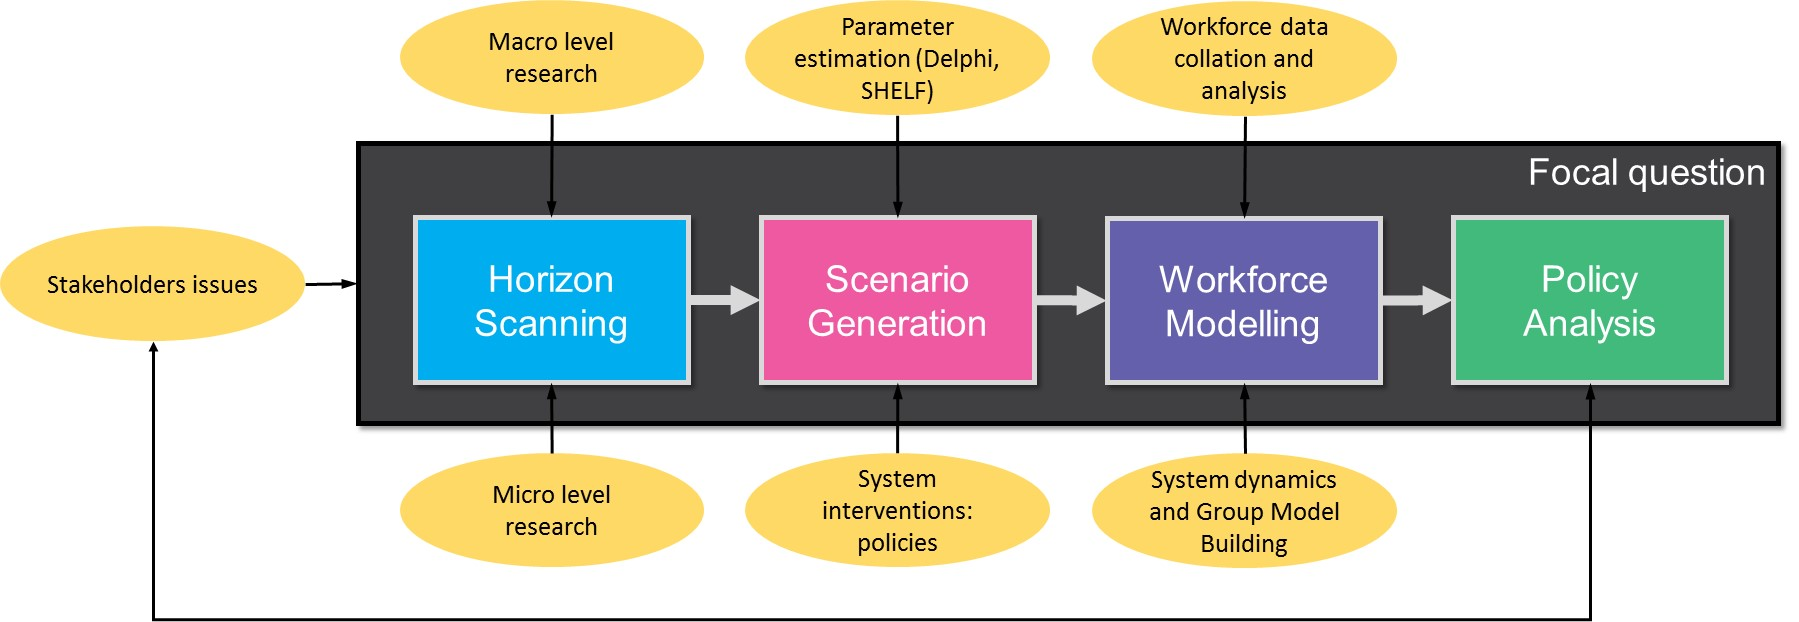 Macro level
research
Parameter
estimation (Delphi,
SHELF)
Workforce data
collation and
analysis
Focal question
Stakeholders issues
Horizon
Scanning
Scenario
Generation
Workforce
Modelling
Policy
Analysis
Micro level
research
System
interventions:
policies
System dynamics
and Group Model
Building